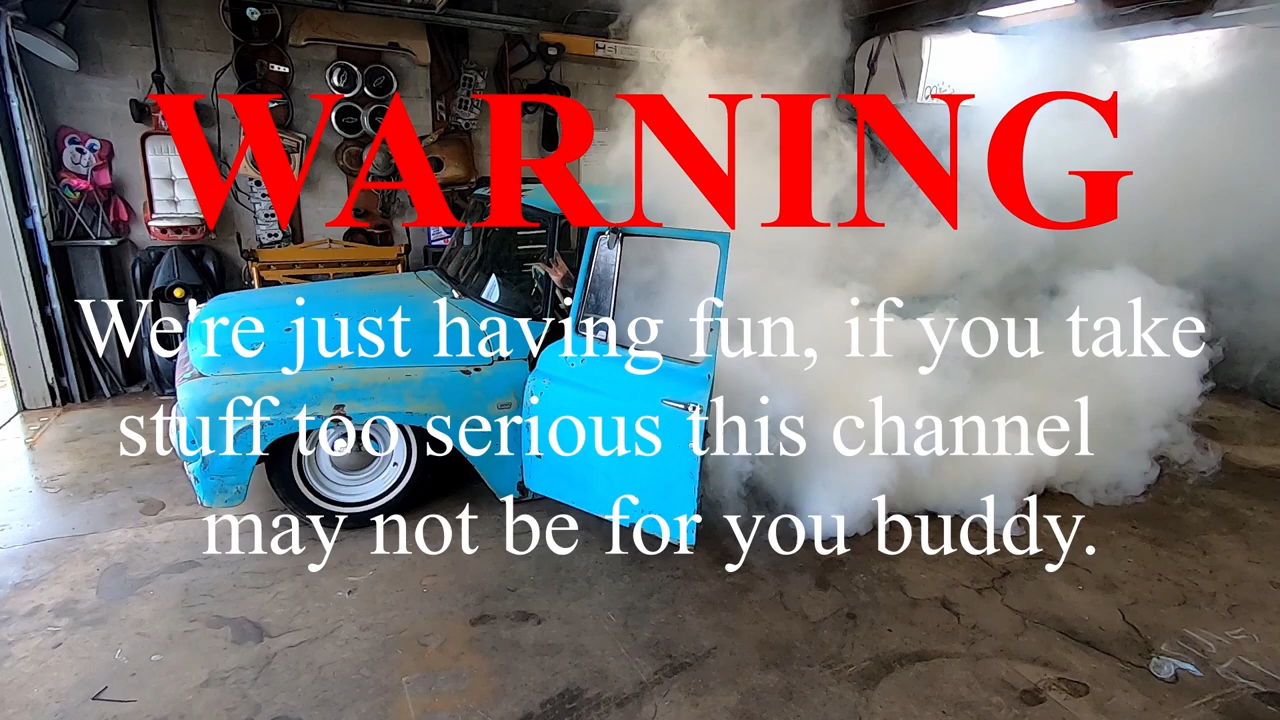 WARNING
We're just having fun, if you take
stuff too serious this channel
may not be for you buddy.